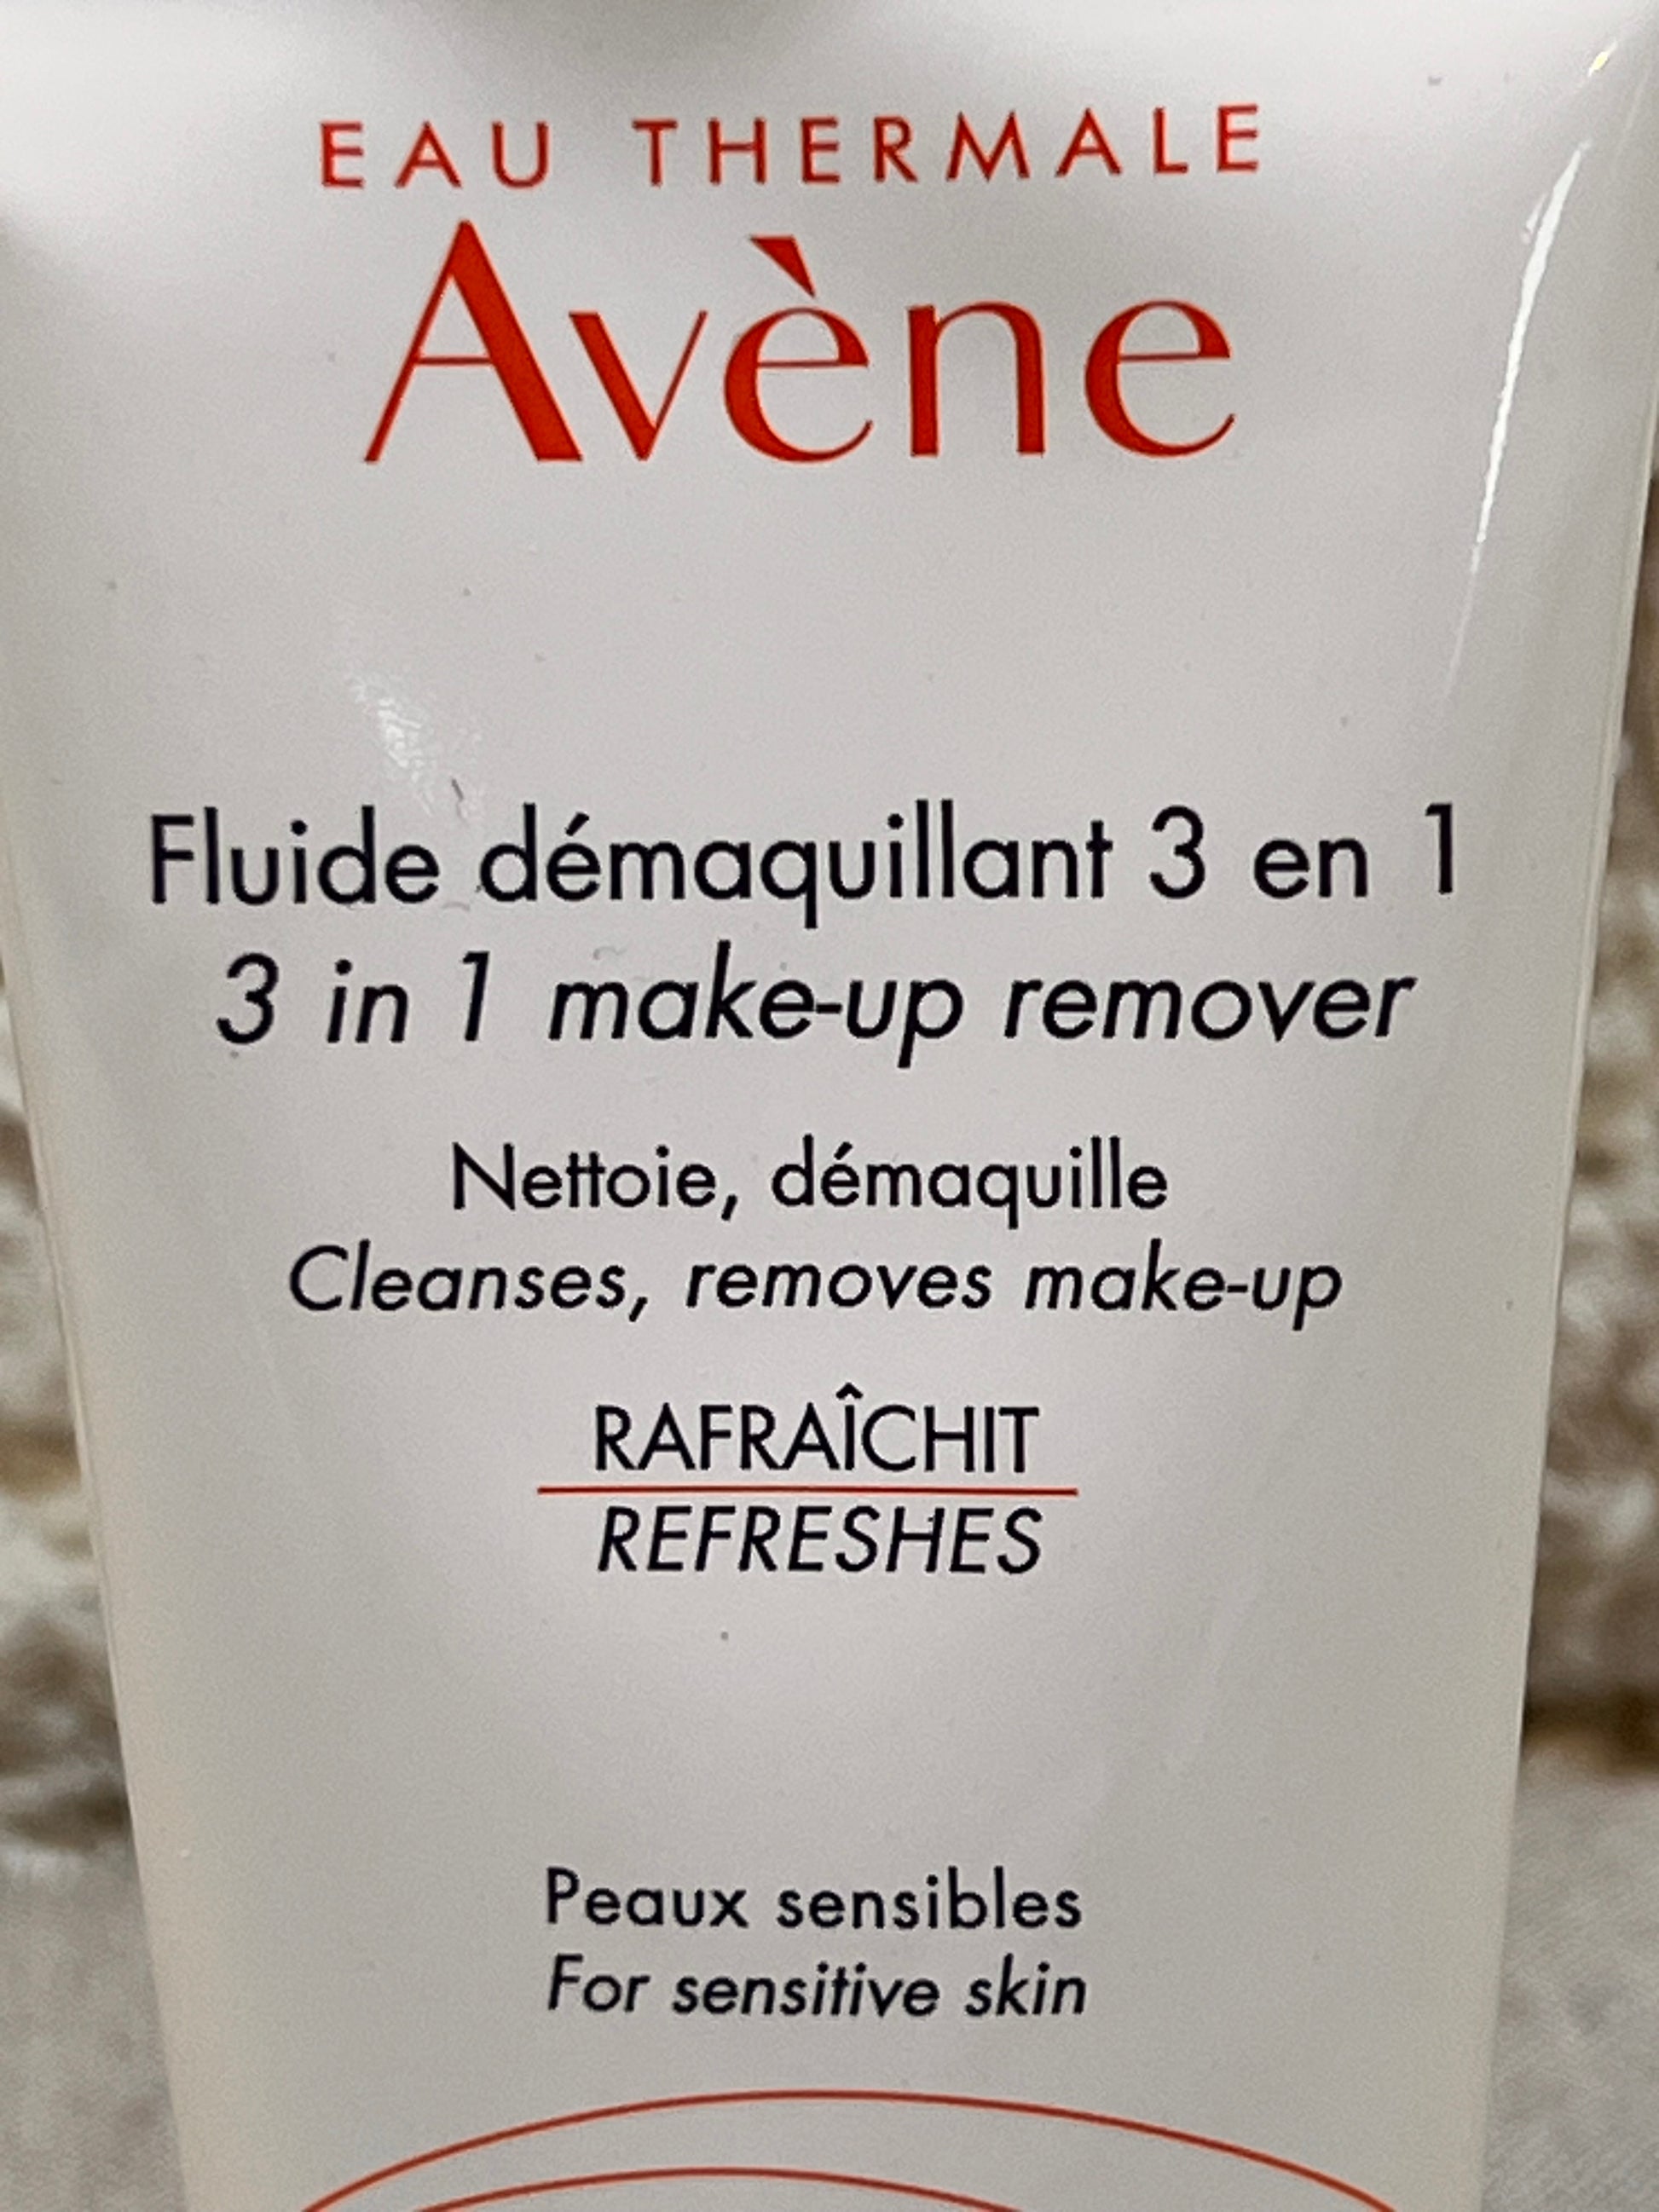 EAU THERMALE
Avène
Fluide démaquillant 3 en 1
3 in 1 make-up remover
Nettoie, démaquille
Cleanses, removes make-up
RAFRAÎCHIT
REFRESHES
Peaux sensibles
For sensitive skin